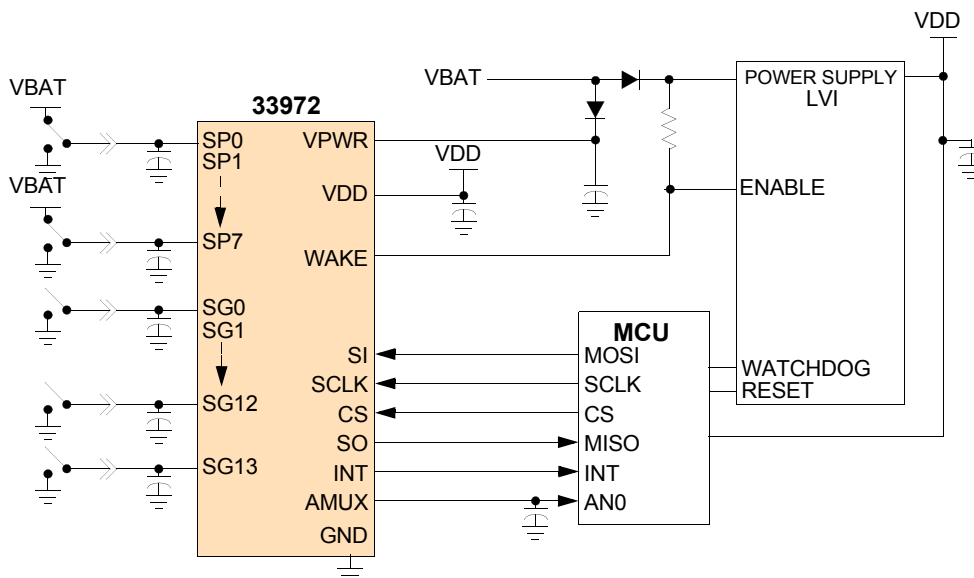 VDD
VBAT
VBAT
POWER SUPPLY
LVI
33972
SP0
SP1
VPWR
VDD
VDD
ENABLE
VBAT
SP7
WAKE
SG0
SG1
MCU
SI
MOSI
SCLK
SCLK
WATCHDOG
RESET
SG12
CS
CS
SO
MISO
SG13
INT
INT
AMUX
AN0
GND